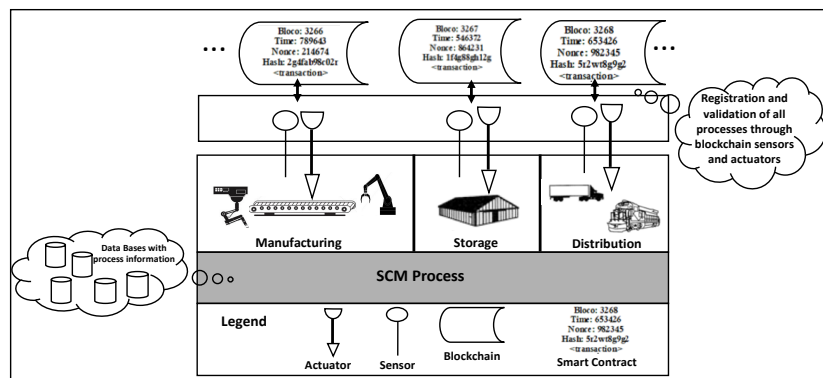 Bloco: 3266
Time: 789643
Nonce: 214674
Hash: 2g4fab98c02r
<transaction>
Bloco: 3267
Time: 546372
Nonce: 864231
Hash: 1f4g88gh12g
<transaction>
Bloco: 3268
Time: 653426
Nonce: 982345
Hash: 5r2wt8g9g2
<transaction>
...
...
Registration and
validation of all
processes through
blockchain sensors
and actuators
Manufacturing
Storage
Distribution
Data Bases with
process information
SCM Process
Legend
Actuator
Sensor
Blockchain
Bloco: 3268
Time: 653426
Nonce: 982345
Hash: 5r2wt8g9g2
<transaction>
Smart Contract